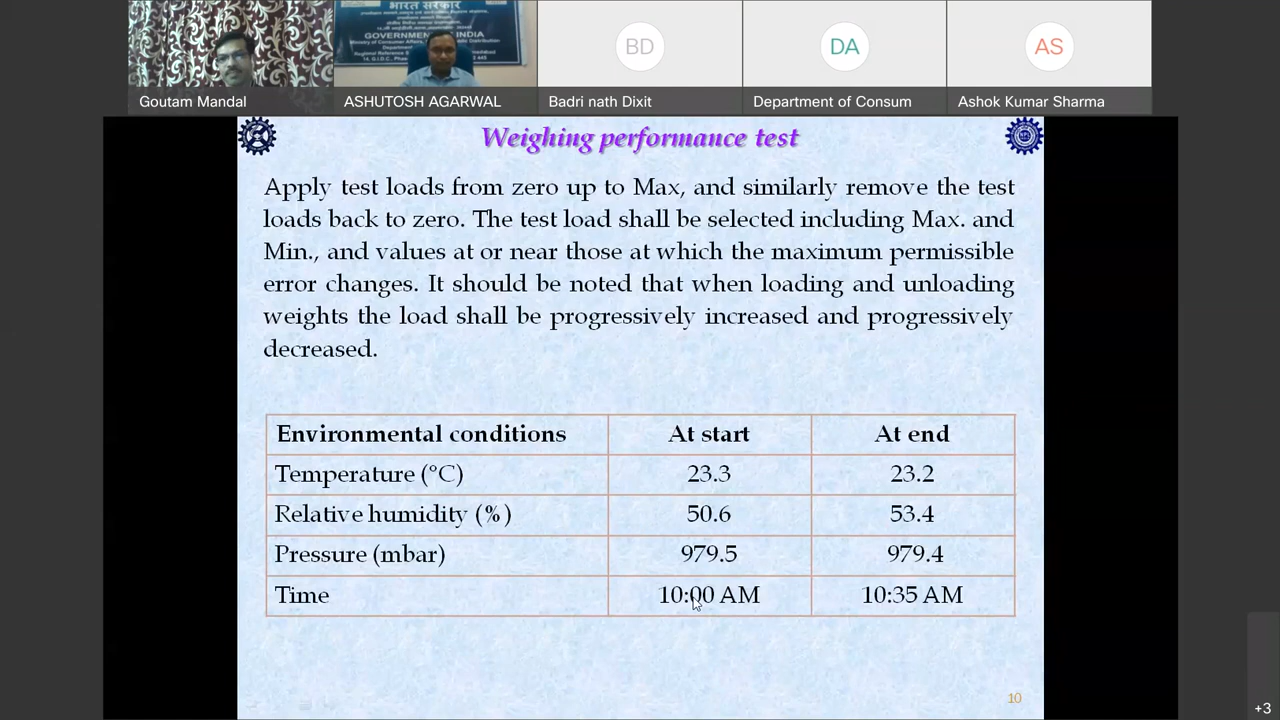 भारत सरकार
GOVERNMENT OF INDIA
Goutam Mandal
ASHUTOSH AGARWAL
BD
Badri nath Dixit
DA
Department of Consum
AS
Ashok Kumar Sharma
Weighing performance test
Apply test loads from zero up to Max, and similarly remove the test
loads back to zero. The test load shall be selected including Max. and
Min., and values at or near those at which the maximum permissible
error changes. It should be noted that when loading and unloading
weights the load shall be progressively increased and progressively
decreased.
Environmental conditions At start At end
Temperature (°C) 23.3 23.2
Relative humidity (%) 50.6 53.4
Pressure (mbar) 979.5 979.4
Time 10:00 AM 10:35 AM
10
+3